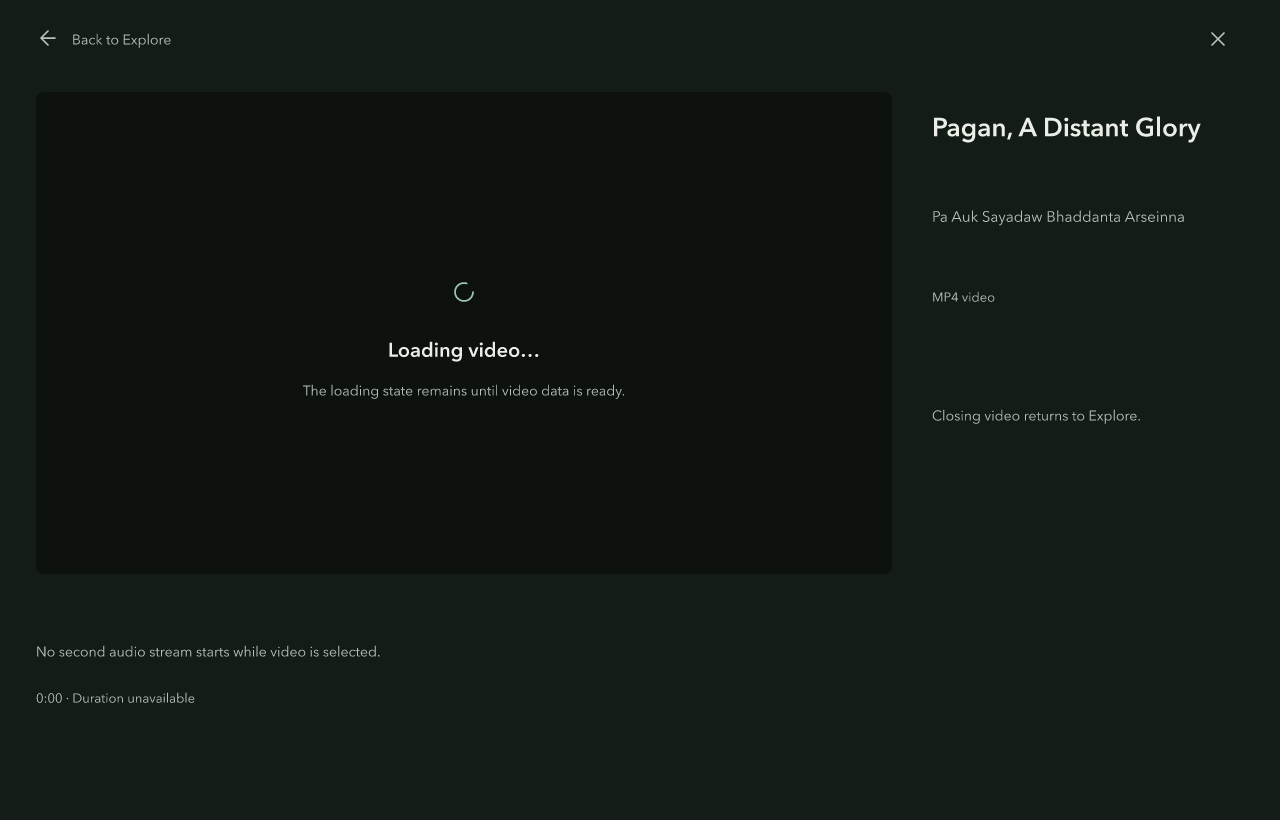 Back to Explore
Pagan, A Distant Glory
Pa Auk Sayadaw Bhaddanta Arseinna
MP4 video
Loading video...
The loading state remains until video data is ready.
Closing video returns to Explore.
No second audio stream starts while video is selected.
0:00 · Duration unavailable